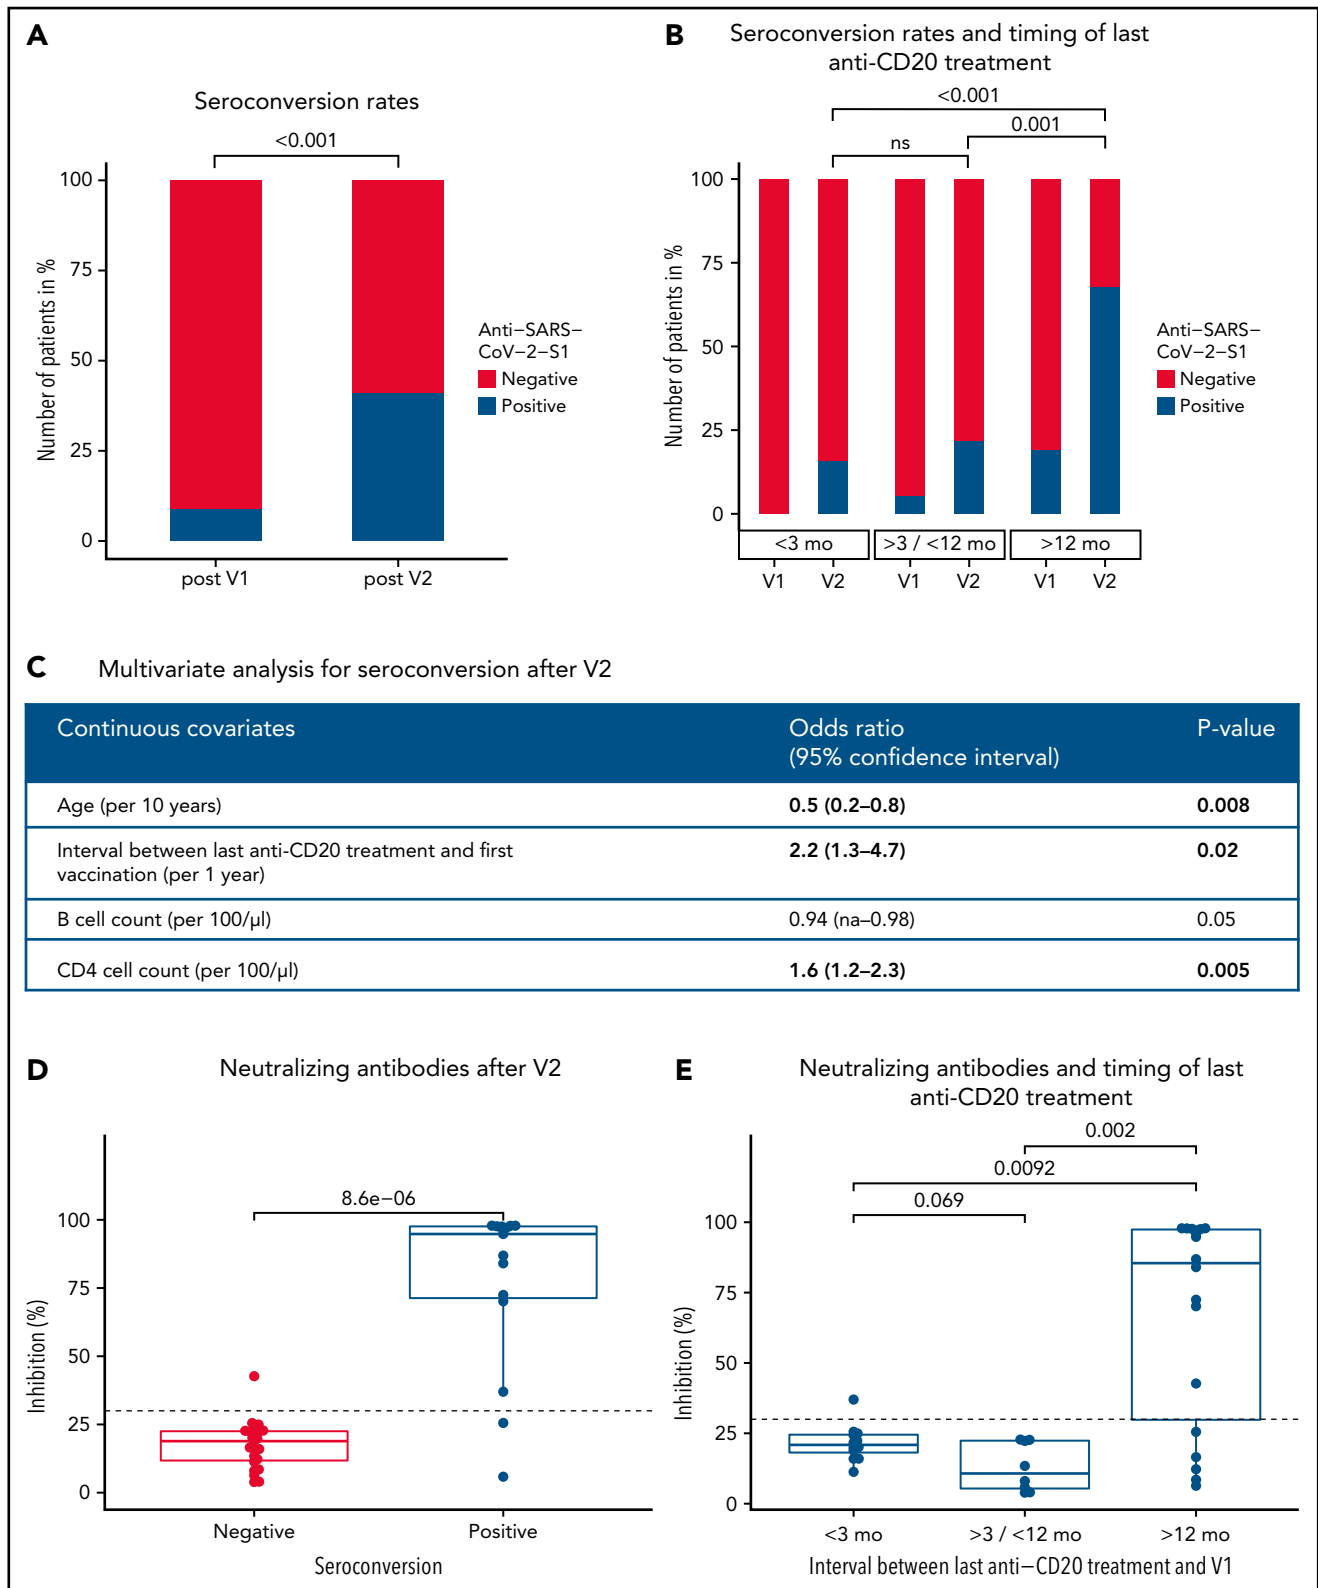 A
Seroconversion rates
<0.001
100
75
50
25
0
Number of patients in %
post V1
post V2
Anti–SARS–
CoV–2–S1
Negative
Positive
B
Seroconversion rates and timing of last
anti-CD20 treatment
<0.001
0.001
ns
100
75
50
25
0
Number of patients in %
<3 mo
>3 / <12 mo
>12 mo
V1
V2
V1
V2
V1
V2
Anti–SARS–
CoV–2–S1
Negative
Positive
C
Multivariate analysis for seroconversion after V2
Continuous covariates
Odds ratio
(95% confidence interval)
P-value
Age (per 10 years)
0.5 (0.2–0.8)
0.008
Interval between last anti-CD20 treatment and first
vaccination (per 1 year)
2.2 (1.3–4.7)
0.02
B cell count (per 100/µl)
0.94 (na–0.98)
0.05
CD4 cell count (per 100/µl)
1.6 (1.2–2.3)
0.005
D
Neutralizing antibodies after V2
8.6e−06
100
75
50
25
0
Inhibition (%)
Negative
Positive
Seroconversion
E
Neutralizing antibodies and timing of last
anti-CD20 treatment
0.002
0.0092
0.069
100
75
50
25
0
Inhibition (%)
<3 mo
>3 / <12 mo
>12 mo
Interval between last anti−CD20 treatment and V1